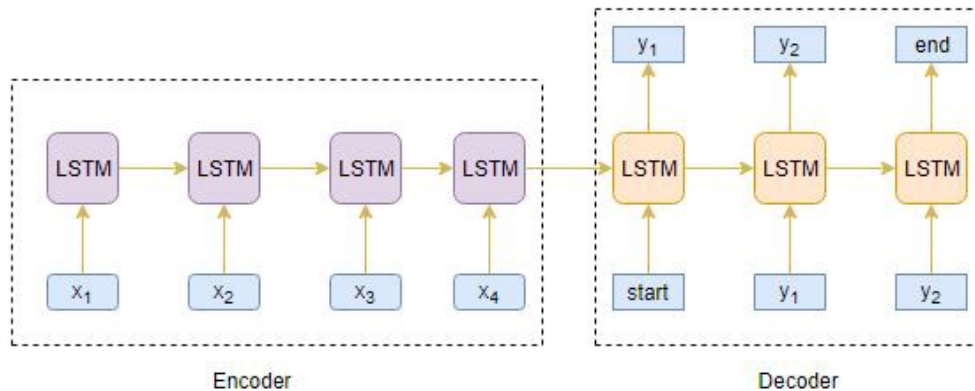 y₁ y₂ end
LSTM LSTM LSTM LSTM LSTM LSTM LSTM
x₁ x₂ x₃ x₄ start y₁ y₂
Encoder Decoder